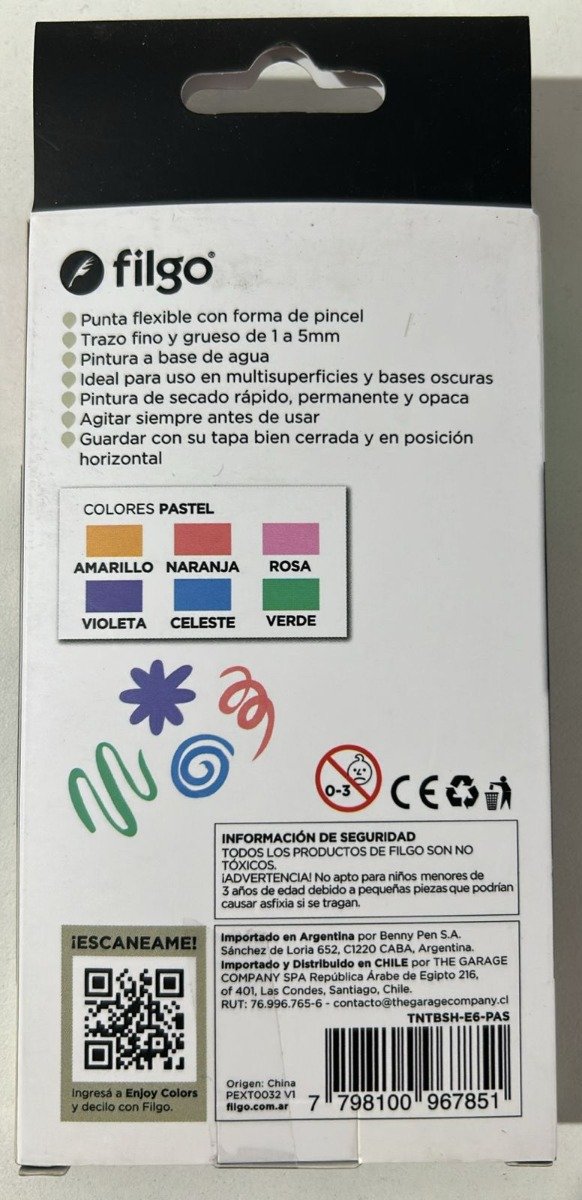 filgo®
Punta flexible con forma de pincel
Trazo fino y grueso de 1 a 5mm
Pintura a base de agua
Ideal para uso en multisuperficies y bases oscuras
Pintura de secado rápido, permanente y opaca
Agitar siempre antes de usar
Guardar con su tapa bien cerrada y en posición
horizontal
COLORES PASTEL
AMARILLO NARANJA ROSA
VIOLETA CELESTE VERDE
0-3
CE
INFORMACIÓN DE SEGURIDAD
TODOS LOS PRODUCTOS DE FILGO SON NO
TÓXICOS.
¡ADVERTENCIA! No apto para niños menores de
3 años de edad debido a pequeñas piezas que podrían
causar asfixia si se tragan.
¡ESCANEAME!
Ingresá a Enjoy Colors
y decilo con Filgo.
Importado en Argentina por Benny Pen S.A.
Sánchez de Loria 652, C1220 CABA, Argentina.
Importado y Distribuido en CHILE por THE GARAGE
COMPANY SPA República Árabe de Egipto 216,
of 401, Las Condes, Santiago, Chile.
RUT: 76.996.765-6 - contacto@thegaragecompany.cl
TNTBSH-E6-PAS
Origen: China
PEXT0032 V1
filgo.com.ar
7 798100 967851